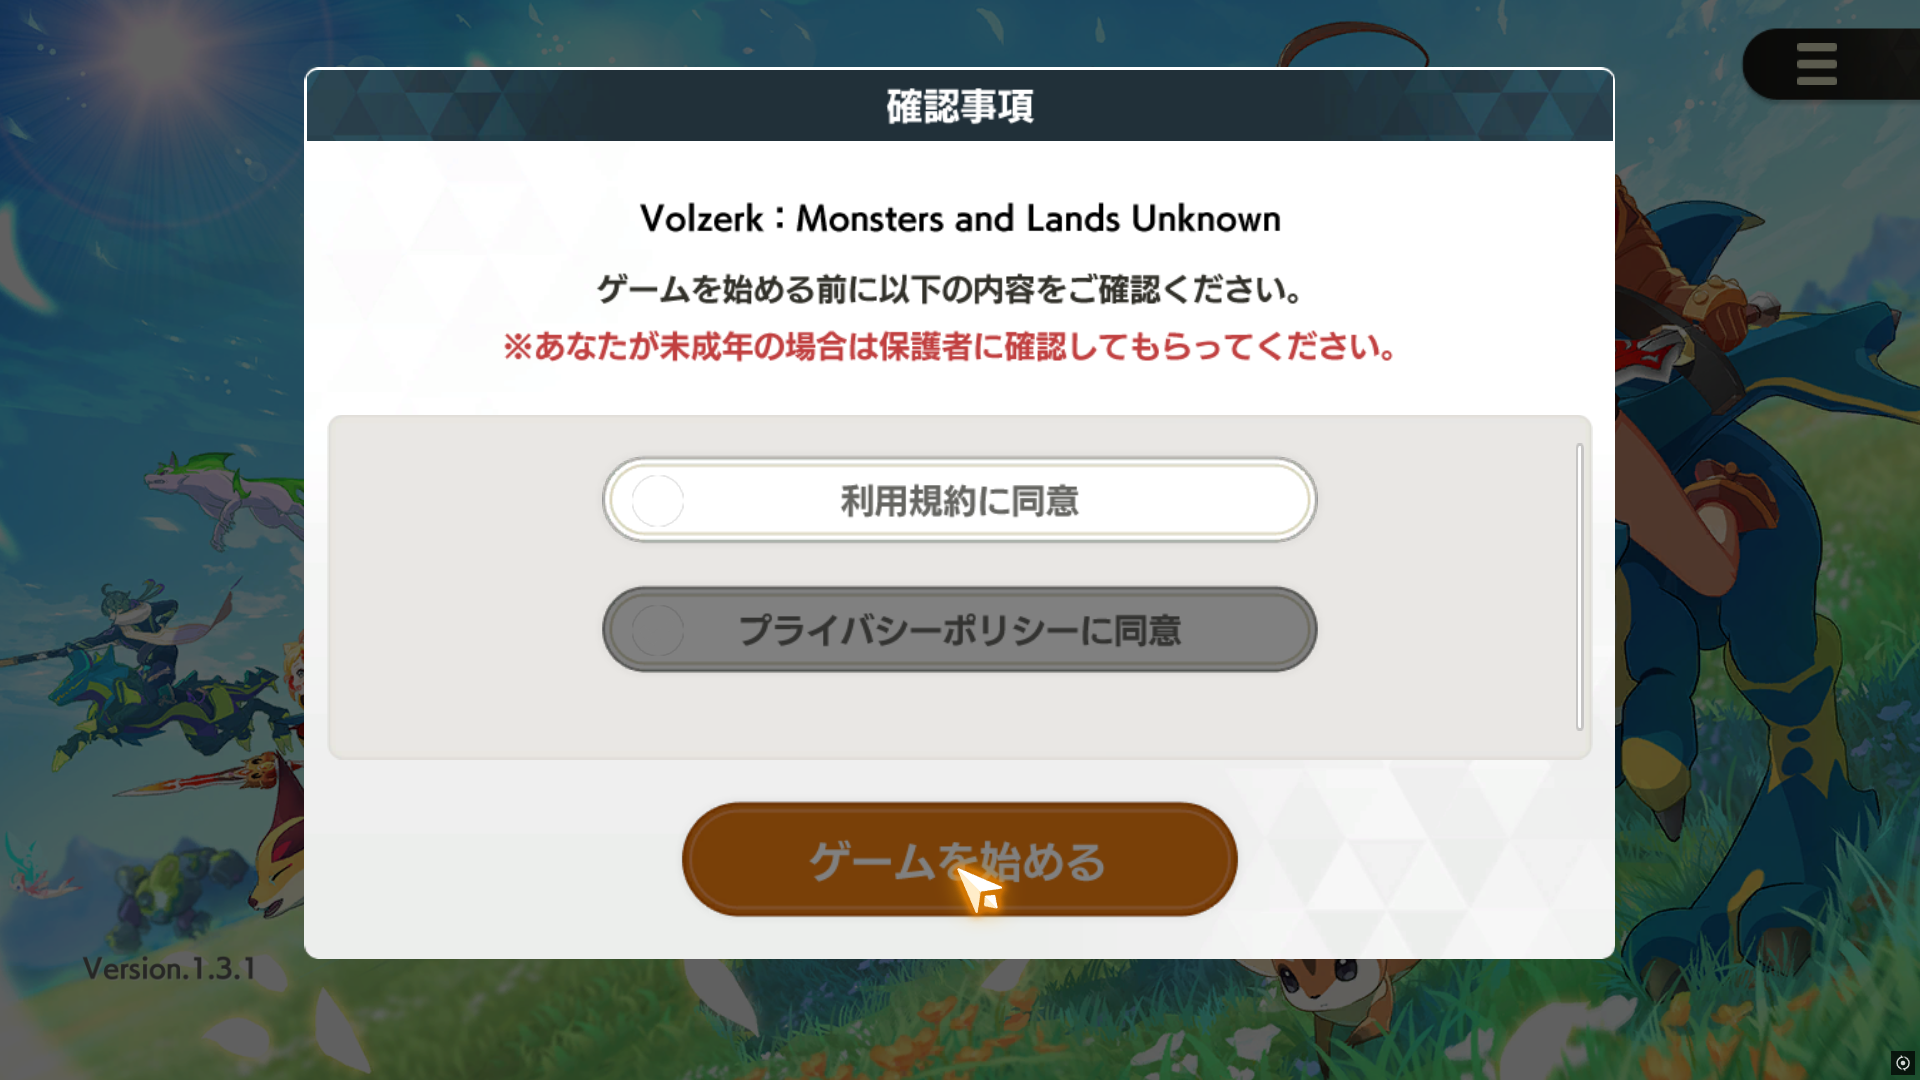 確認事項
Volzerk：Monsters and Lands Unknown
ゲームを始める前に以下の内容をご確認ください。
※あなたが未成年の場合は保護者に確認してもらってください。
利用規約に同意
プライバシーポリシーに同意
ゲームを始める
Version.1.3.1